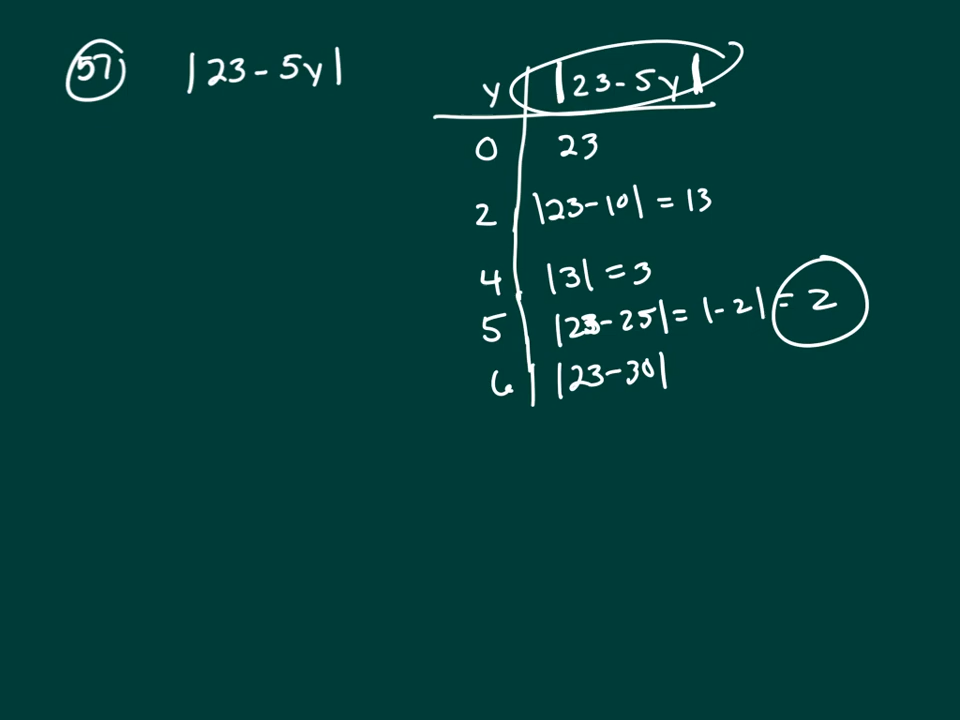 57 |23-5y|
y |23-5y|
0 23
2 |23-10| = 13
4 |3| = 3
5 |23-25| = |-2| = 2
6 |23-30|